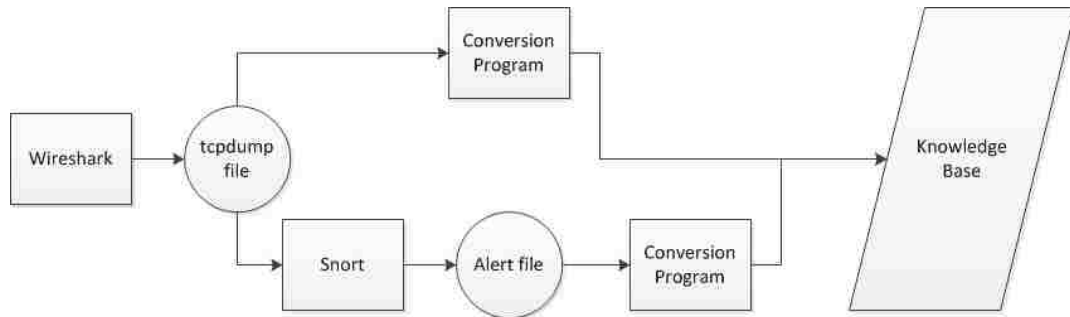 Conversion
Program
Wireshark
tcpdump
file
Knowledge
Base
Snort
Alert file
Conversion
Program